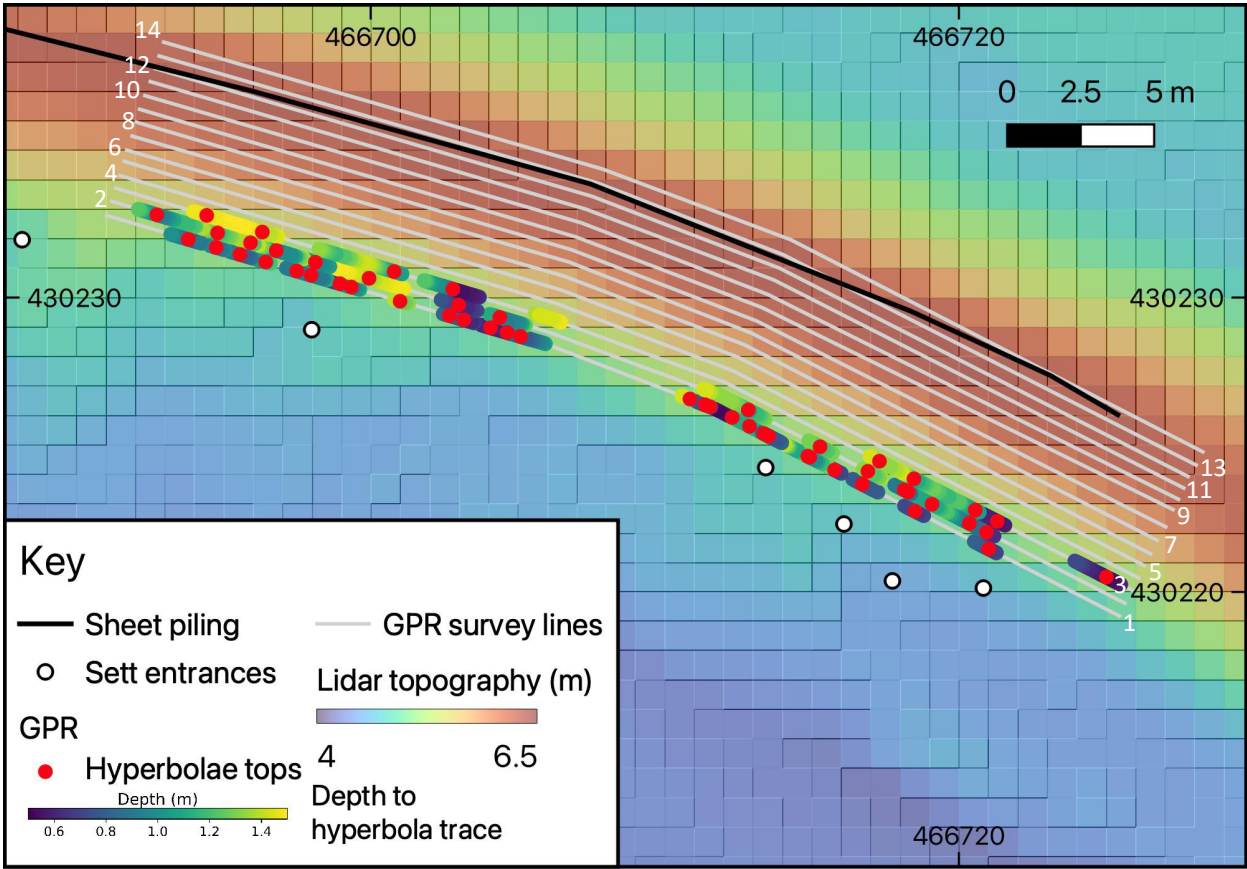 14
466700
466720
12
10
0 2.5 5 m
8
6
4
2
430230
430230
13
11
9
7
5
3
430220
1
Key
Sheet piling
GPR survey lines
Sett entrances
Lidar topography (m)
4 6.5
GPR
Hyperbolae tops
Depth (m)
0.6 0.8 1.0 1.2 1.4
Depth to
hyperbola trace
466720